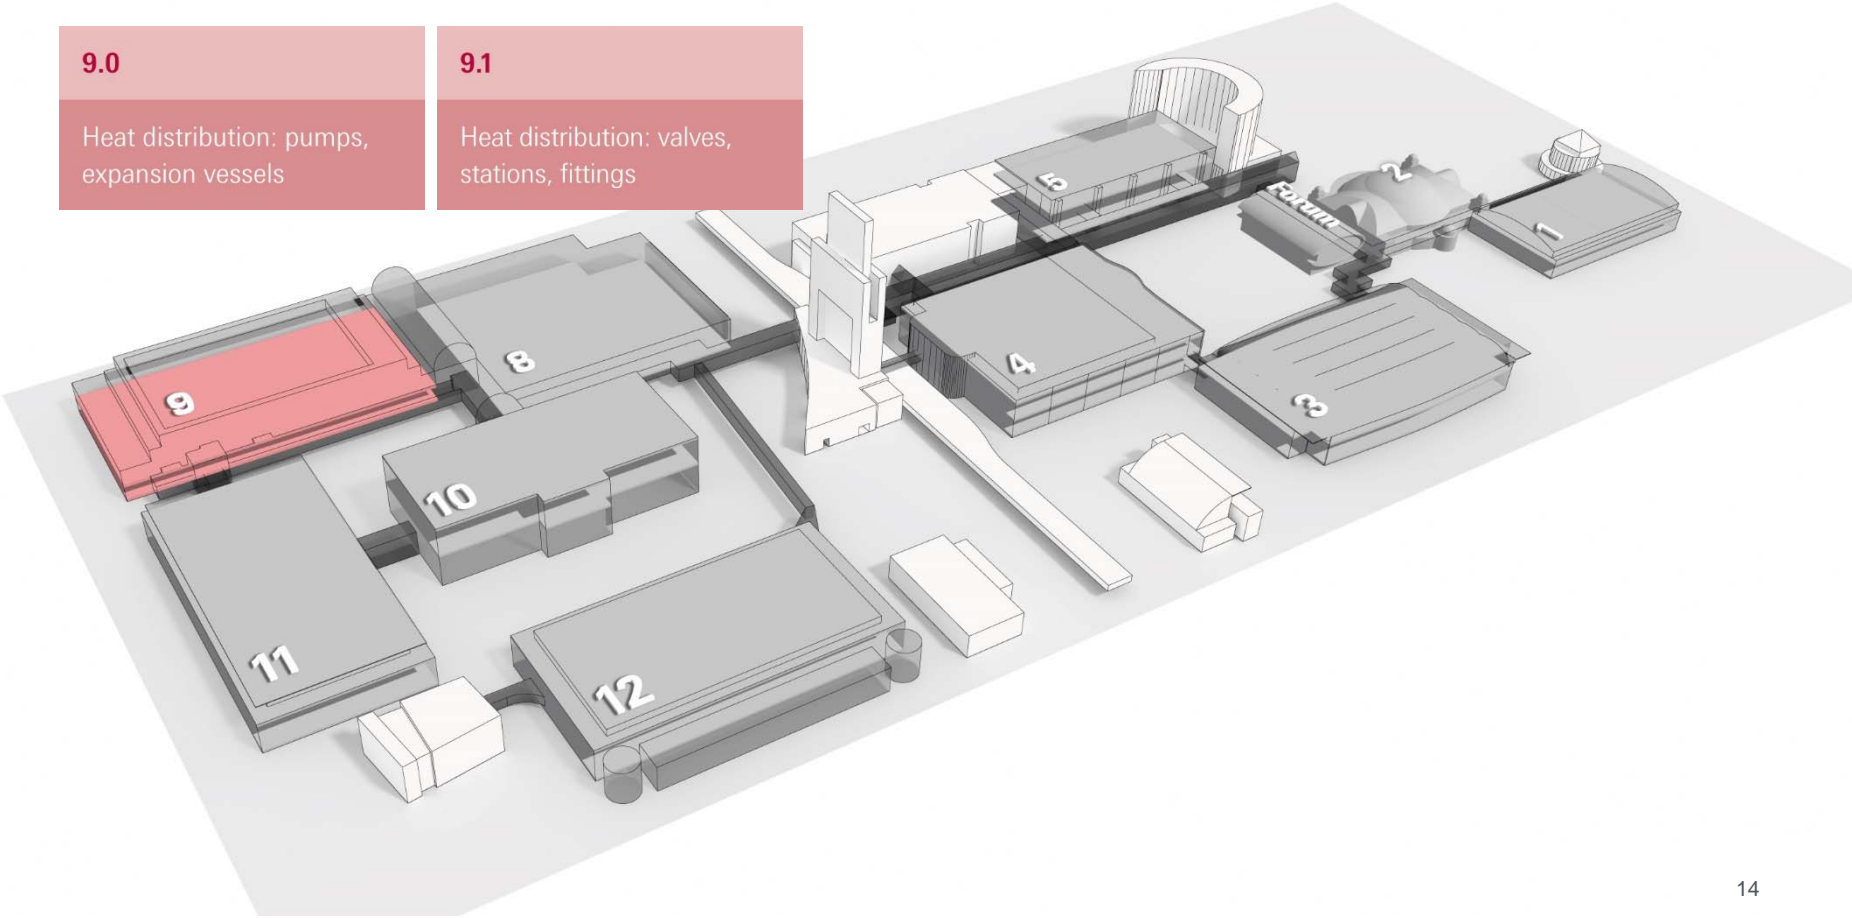 9.0
Heat distribution: pumps,
expansion vessels
9.1
Heat distribution: valves,
stations, fittings
5
2
Forum
1
8
4
9
3
10
11
12
14